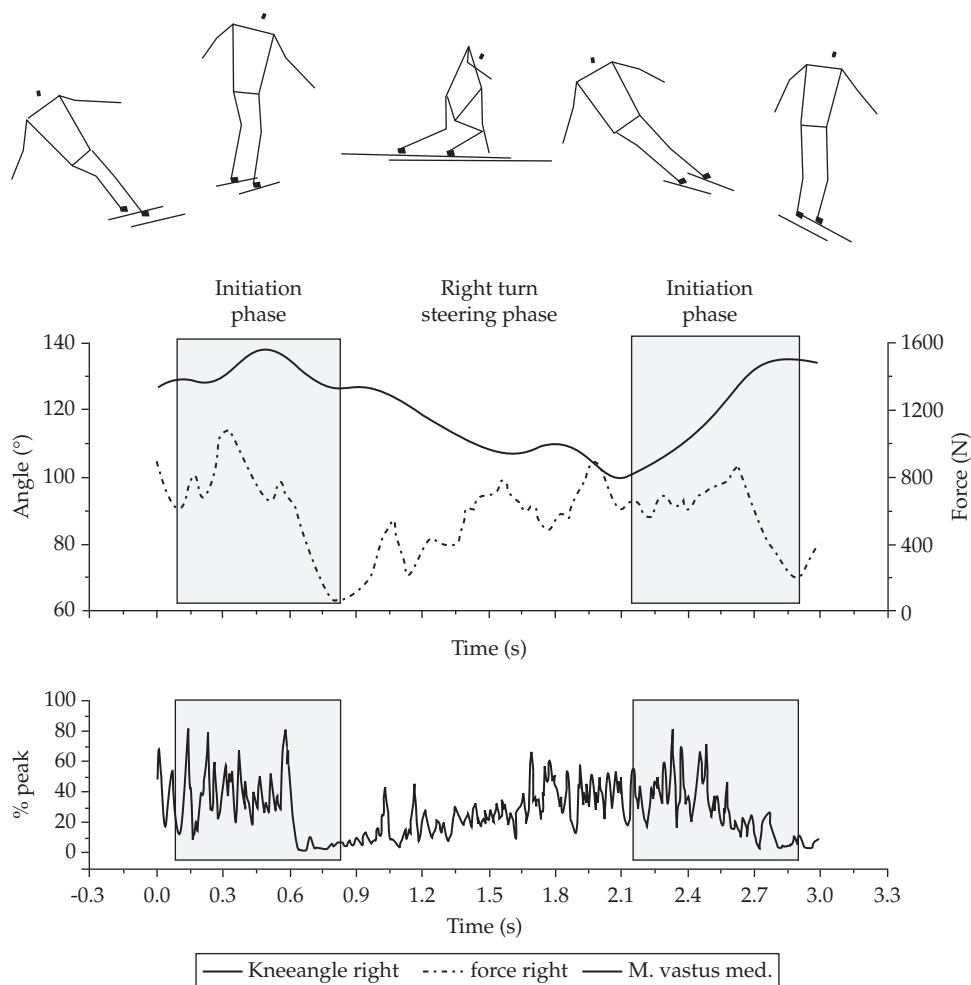 Initiation
phase
Right turn
steering phase
Initiation
phase
140
120
100
80
60
Angle (°)
1600
1200
800
400
0
Force (N)
Time (s)
100
80
60
40
20
0
% peak
-0.3 0.0 0.3 0.6 0.9 1.2 1.5 1.8 2.1 2.4 2.7 3.0 3.3
Time (s)
Kneeangle right force right M. vastus med.